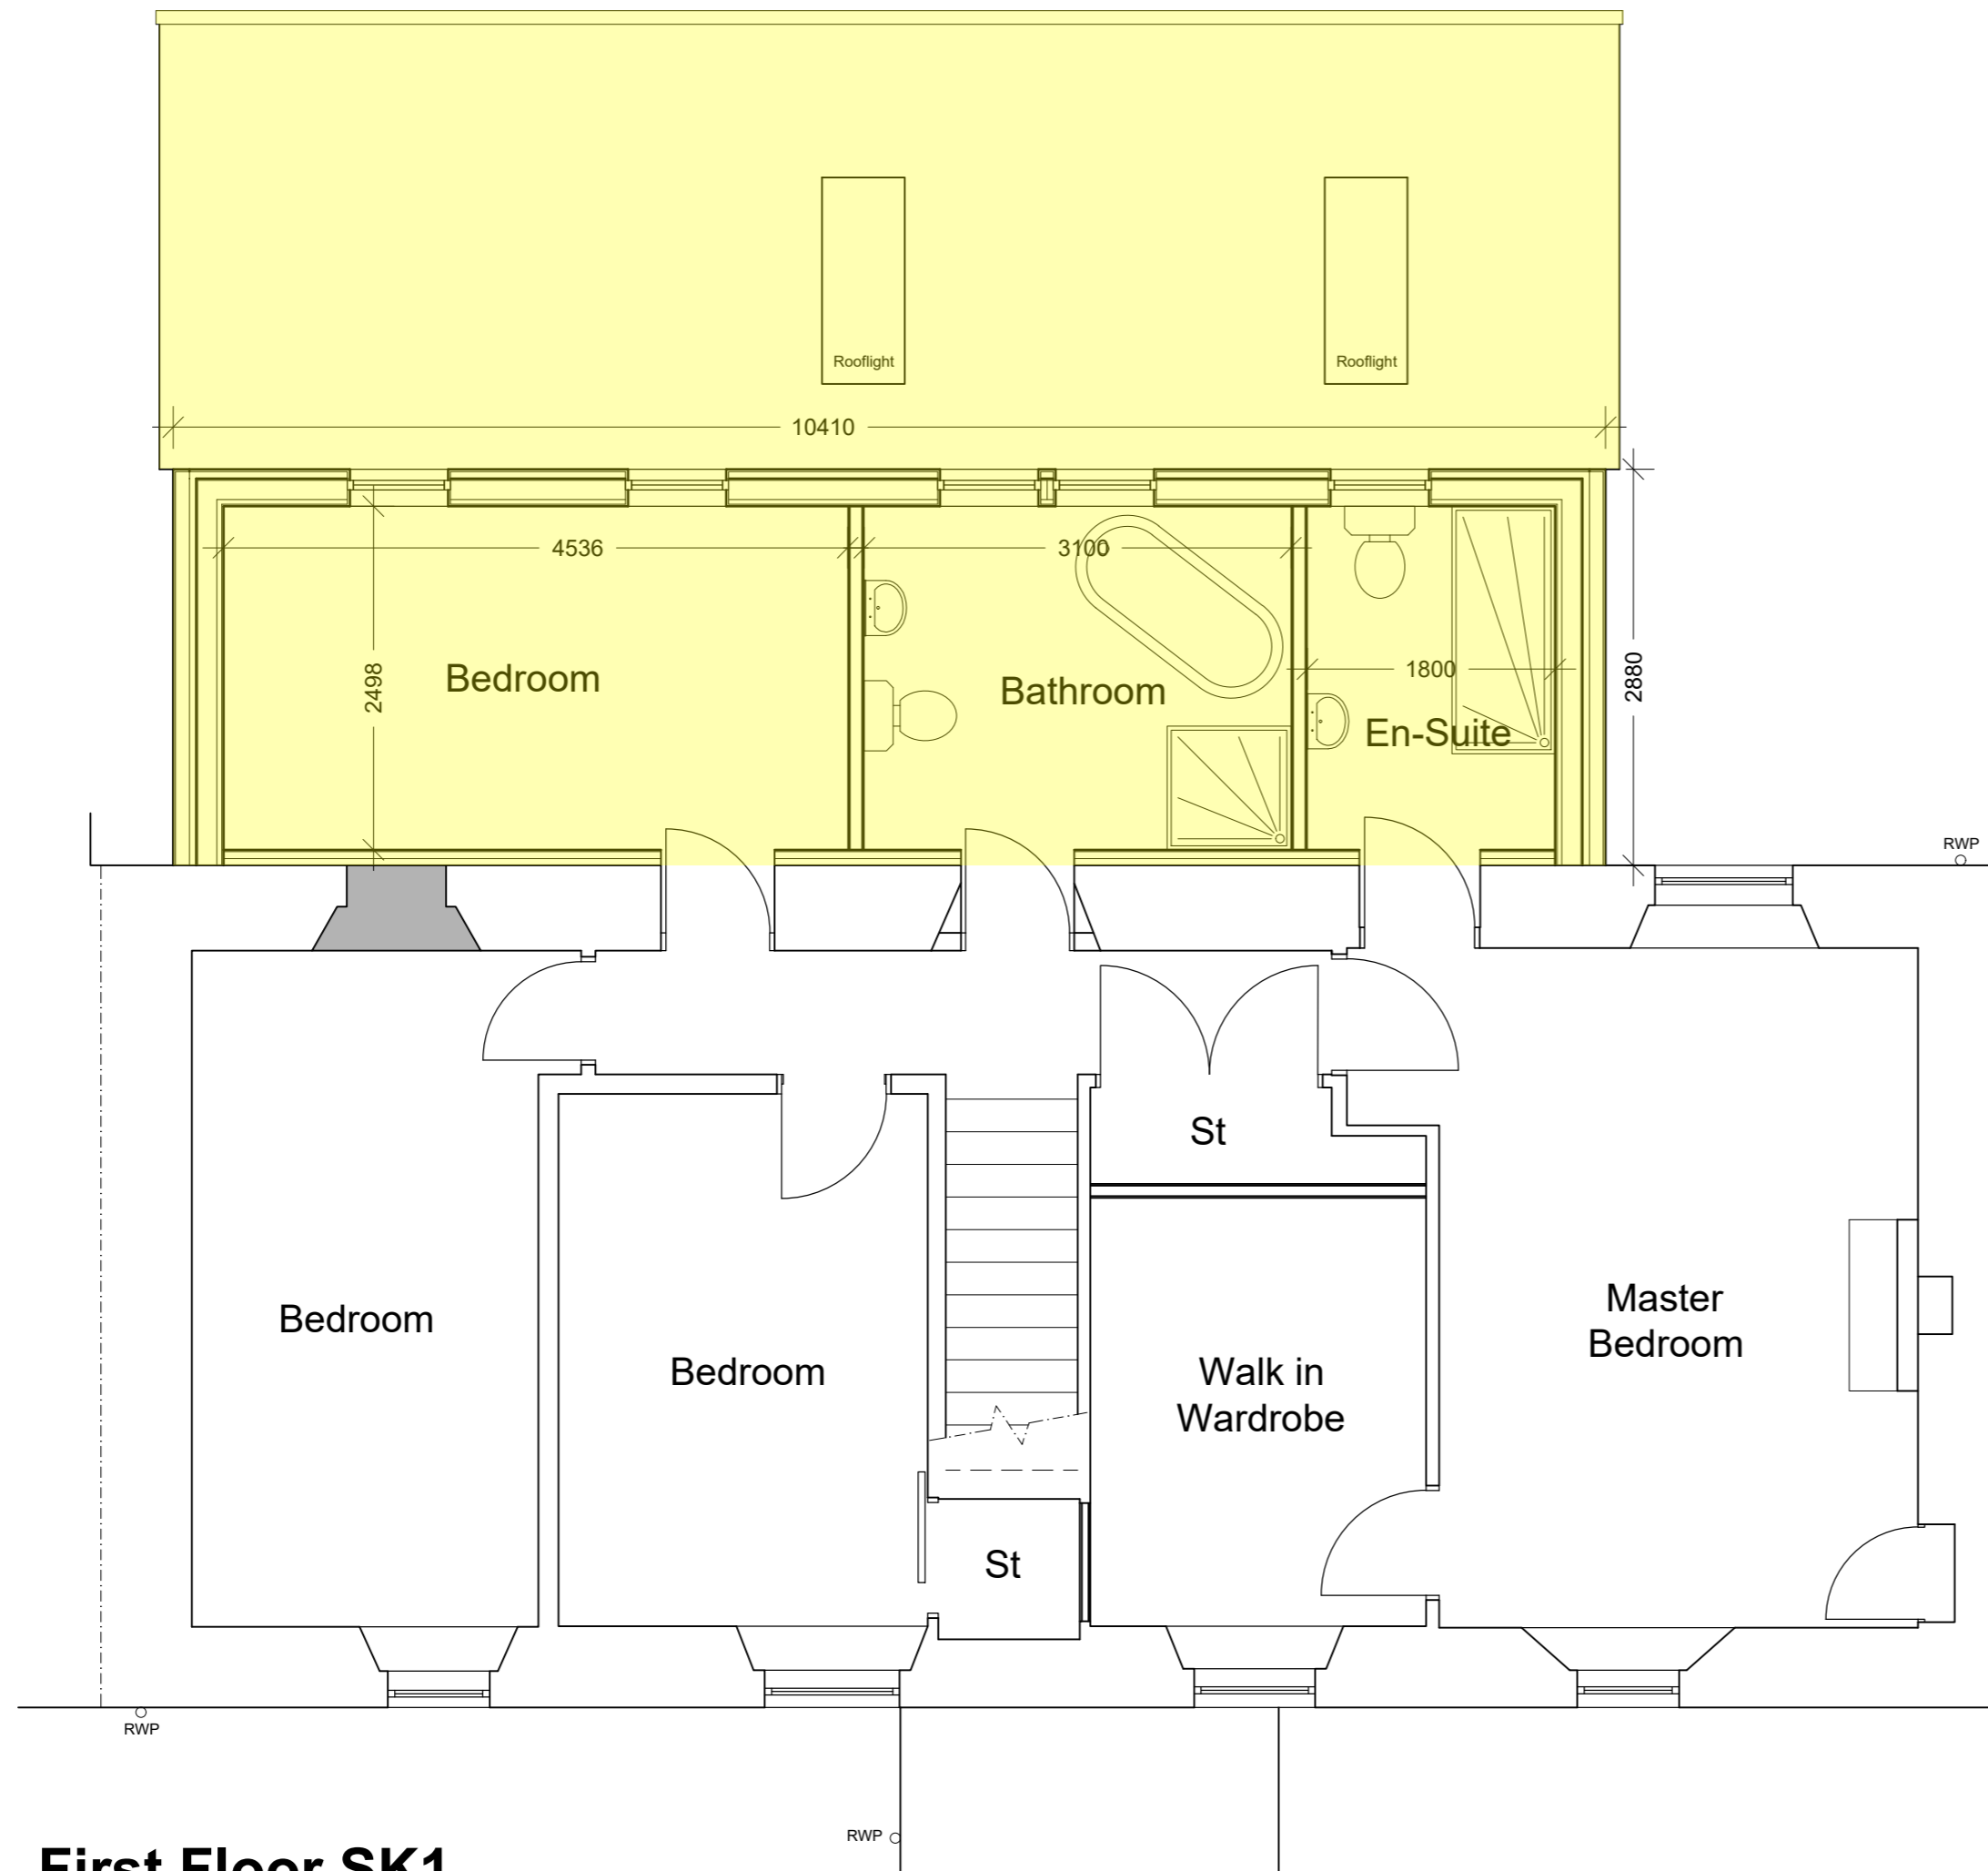 Rooflight
Rooflight
10410
4536
3100
2498
Bedroom
Bathroom
1800
En-Suite
2880
RWP
St
Bedroom
Bedroom
Walk in
Wardrobe
Master
Bedroom
St
RWP
RWP
First Floor SK1